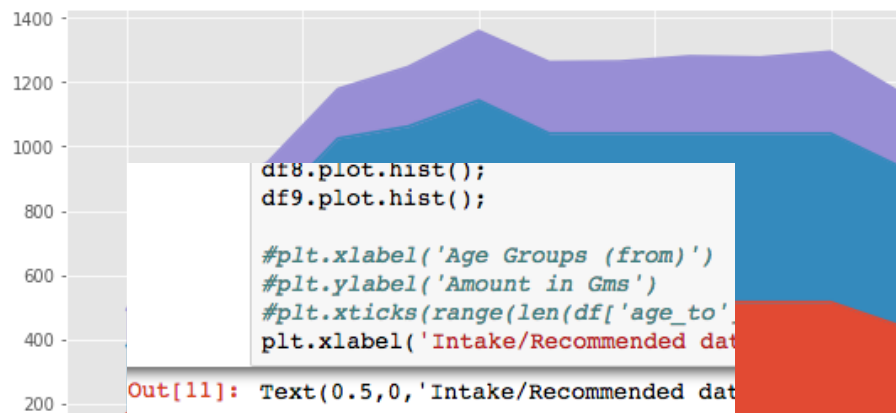 1400
1200
1000
800
600
400
200
df8.plot.hist();
df9.plot.hist();
#plt.xlabel('Age Groups (from)')
#plt.ylabel('Amount in Gms')
#plt.xticks(range(len(df['age_to'
plt.xlabel('Intake/Recommended dat
Out[11]: Text(0.5,0,'Intake/Recommended dat